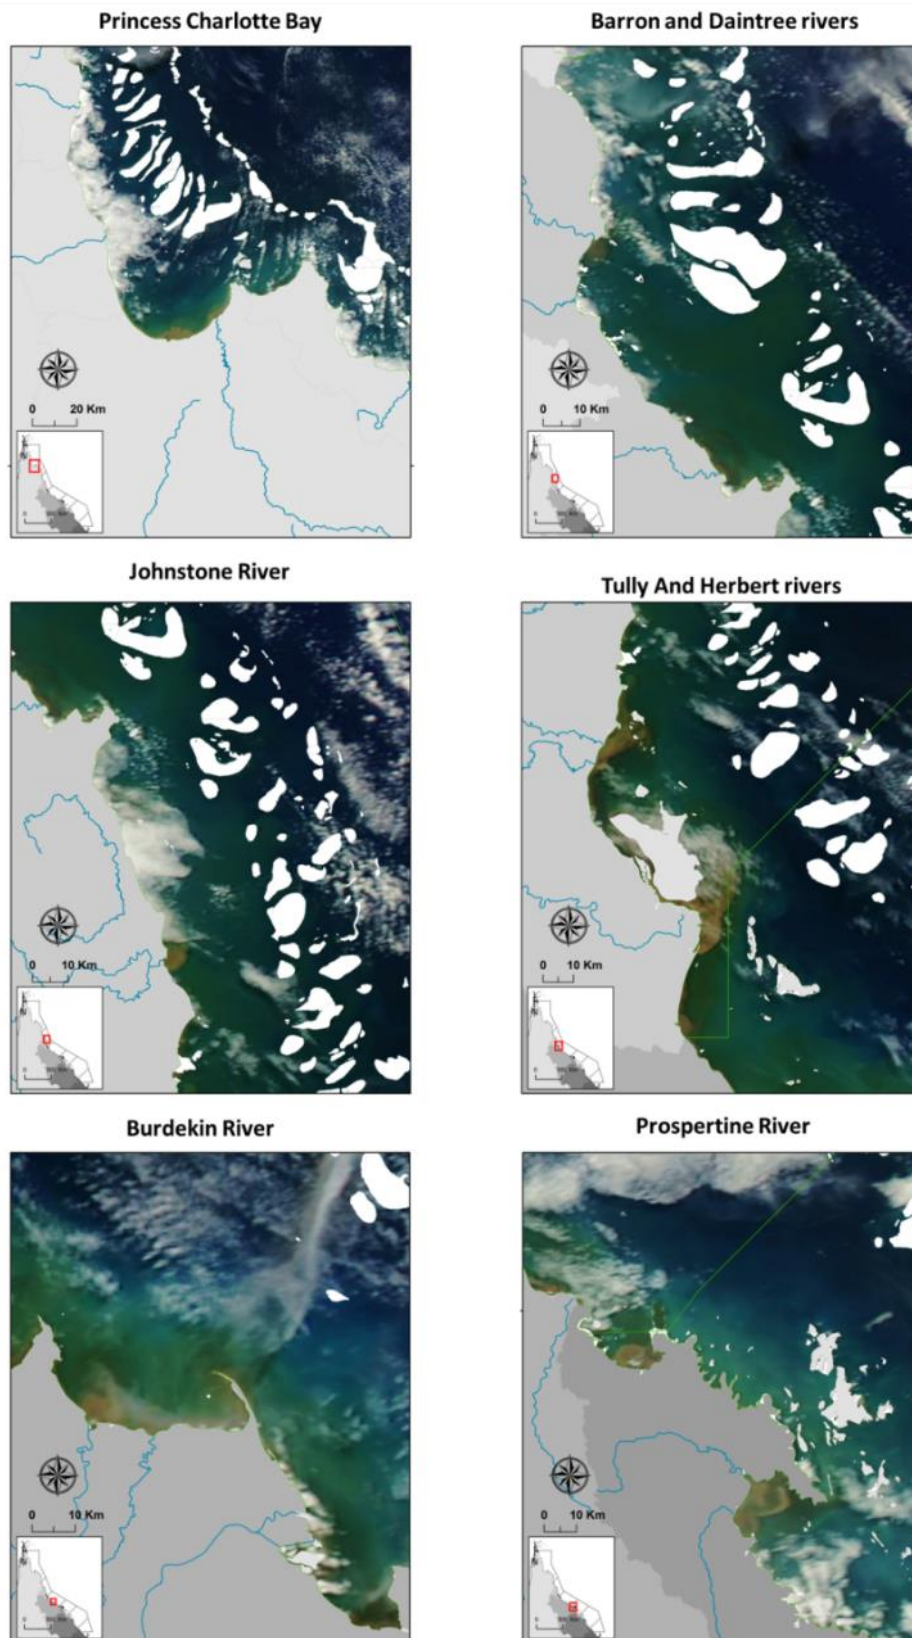 Princess Charlotte Bay
Barron and Daintree rivers
0 20 Km
0 10 Km
Johnstone River
Tully And Herbert rivers
0 10 Km
0 10 Km
Burdekin River
Prospertine River
0 10 Km
0 10 Km